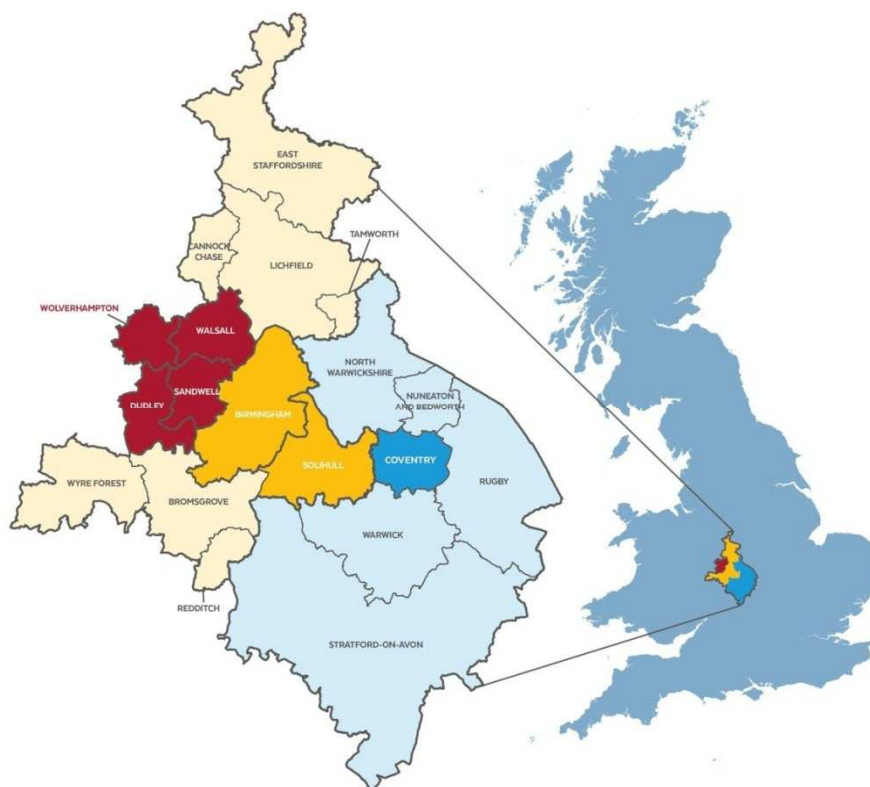 EAST
STAFFORDSHIRE
TAMWORTH
CANNOCK
CHASE
LICHFIELD
WOLVERHAMPTON
WALSALL
NORTH
WARWICKSHIRE
SANDWELL
DUDLEY
NUNEATON
AND BEDWORTH
BIRMINGHAM
COVENTRY
SOLIHULL
WYRE FOREST
RUGBY
BROMSGROVE
WARWICK
REDDITCH
STRATFORD-ON-AVON